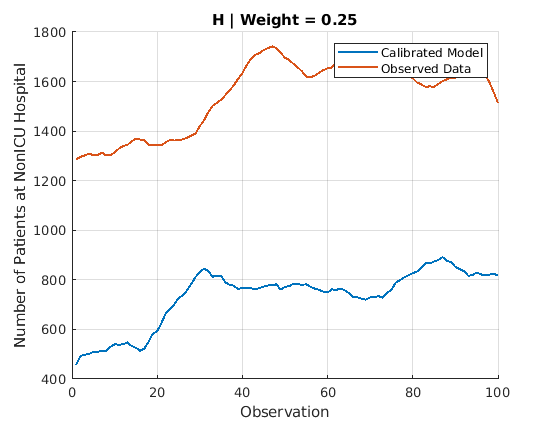 H | Weight = 0.25
Number of Patients at NonICU Hospital
1800
1600
1400
1200
1000
800
600
400
Calibrated Model
Observed Data
0 20 40 60 80 100
Observation